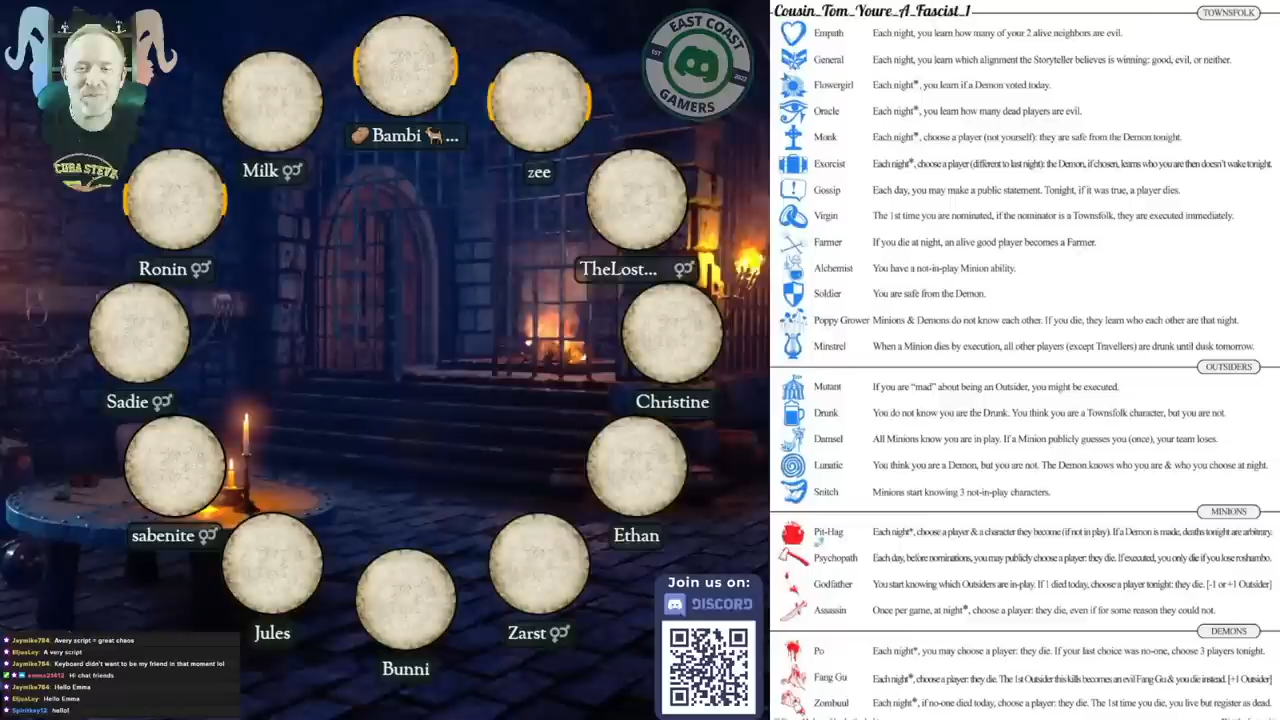 Cousin_Tom_Youre_A_Fascist_1
TOWNSFOLK
Empath Each night, you learn how many of your 2 alive neighbors are evil.
General Each night, you learn which alignment the Storyteller believes is winning: good, evil, or neither.
Flowergirl Each night*, you learn if a Demon voted today.
Oracle Each night*, you learn how many dead players are evil.
Monk Each night*, choose a player (not yourself): they are safe from the Demon tonight.
Exorcist Each night*, choose a player (different to last night): the Demon, if chosen, learns who you are then doesn't wake tonight.
Gossip Each day, you may make a public statement. Tonight, if it was true, a player dies.
Virgin The 1st time you are nominated, if the nominator is a Townsfolk, they are executed immediately.
Farmer If you die at night, an alive good player becomes a Farmer.
Alchemist You have a not-in-play Minion ability.
Soldier You are safe from the Demon.
Poppy Grower Minions & Demons do not know each other. If you die, they learn who each other are that night.
Minstrel When a Minion dies by execution, all other players (except Travellers) are drunk until dusk tomorrow.
OUTSIDERS
Mutant If you are "mad" about being an Outsider, you might be executed.
Drunk You do not know you are the Drunk. You think you are a Townsfolk character, but you are not.
Damsel All Minions know you are in play. If a Minion publicly guesses you (once), your team loses.
Lunatic You think you are a Demon, but you are not. The Demon knows who you are & who you choose at night.
Snitch Minions start knowing 3 not-in-play characters.
MINIONS
Pit-Hag Each night*, choose a player & a character they become (if not in play). If a Demon is made, deaths tonight are arbitrary.
Psychopath Each day, before nominations, you may publicly choose a player: they die. If executed, you only die if you lose roshambo.
Godfather You start knowing which Outsiders are in-play. If 1 died today, choose a player tonight: they die. [-1 or +1 Outsider]
Assassin Once per game, at night*, choose a player: they die, even if for some reason they could not.
DEMONS
Po Each night*, you may choose a player: they die. If your last choice was no-one, choose 3 players tonight.
Fang Gu Each night*, choose a player: they die. The 1st Outsider this kills becomes an evil Fang Gu & you die instead. [+1 Outsider]
Zombuul Each night*, if no-one died today, choose a player: they die. The 1st time you die, you live but register as dead.
EAST COAST
EST 2022
GAMERS
CUBA STEVE
Bambi ...
Milk
zee
Ronin
TheLost...
Sadie
Christine
sabenite
Ethan
Jules
Zarst
Bunni
Join us on:
DISCORD
Jaymike784: Avery script = great chaos
EljusLoy: A very script
Jaymike784: Keyboard didn't want to be my friend in that moment lol
emma23612 Hi chat friends
Jaymike784: Hello Emma
EljusLoy: Hello Emma
Spiritkey12 hello!